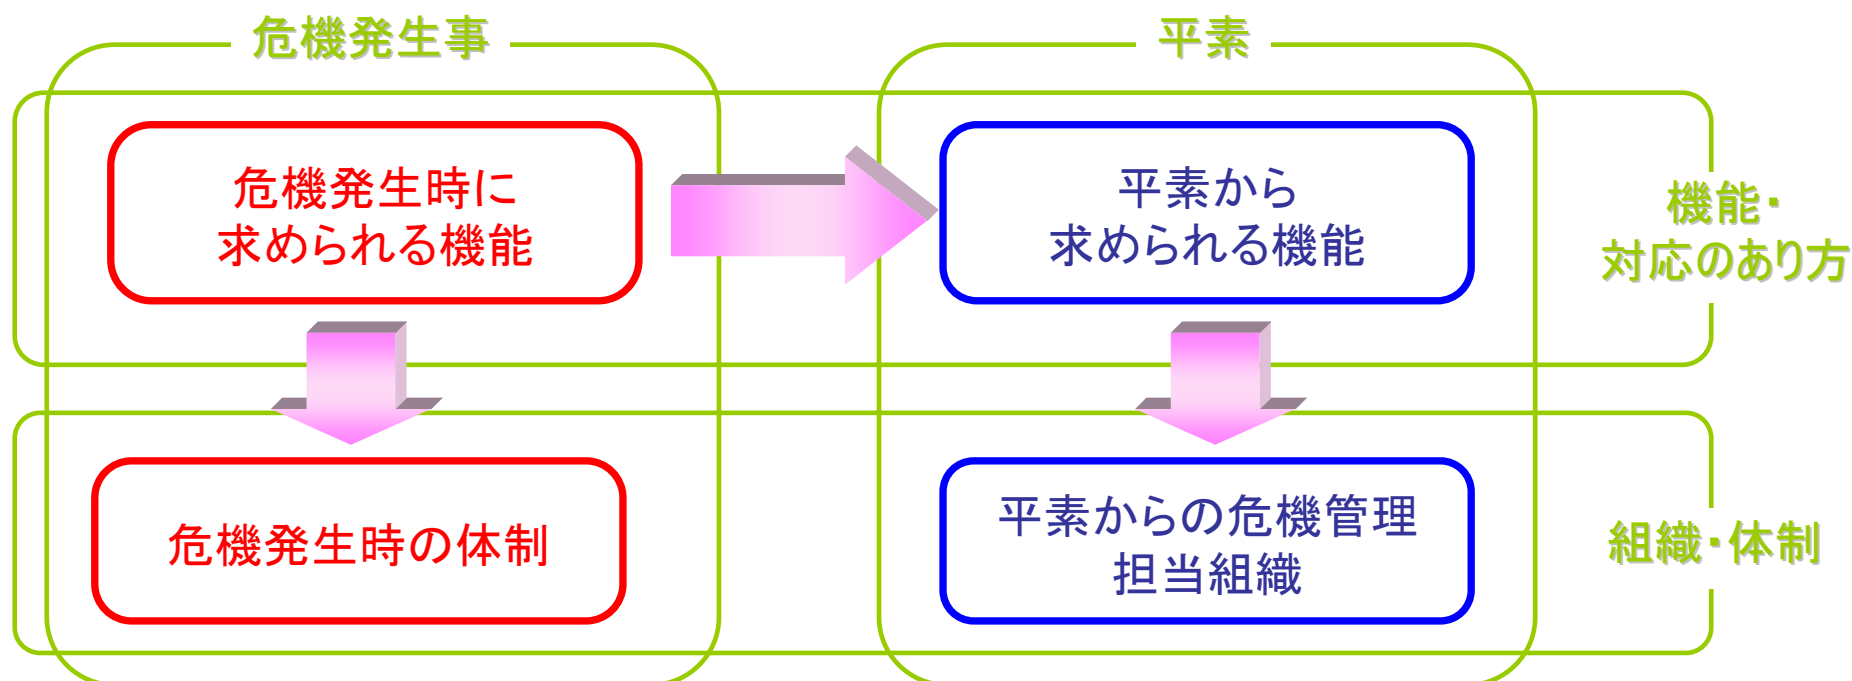 危機発生事
平素
危機発生時に
求められる機能
平素から
求められる機能
機能・
対応のあり方
危機発生時の体制
平素からの危機管理
担当組織
組織・体制